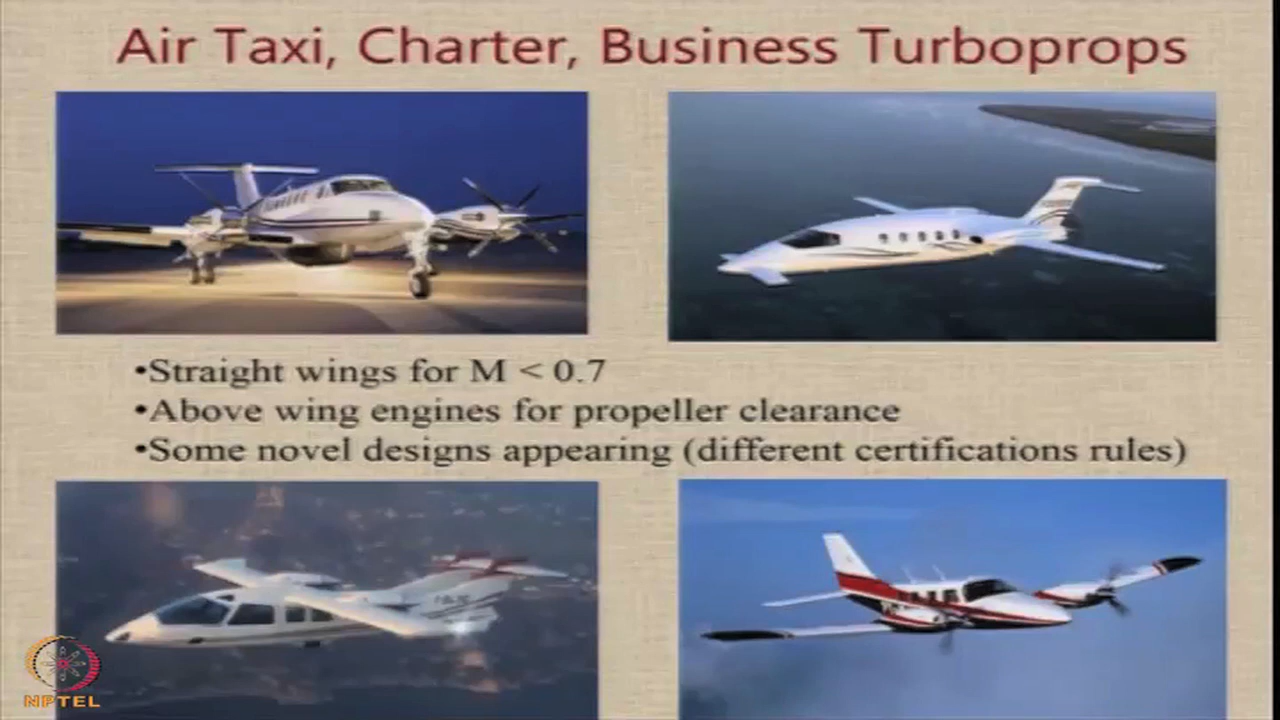 Air Taxi, Charter, Business Turboprops
•Straight wings for M < 0.7
•Above wing engines for propeller clearance
•Some novel designs appearing (different certifications rules)
NPTEL